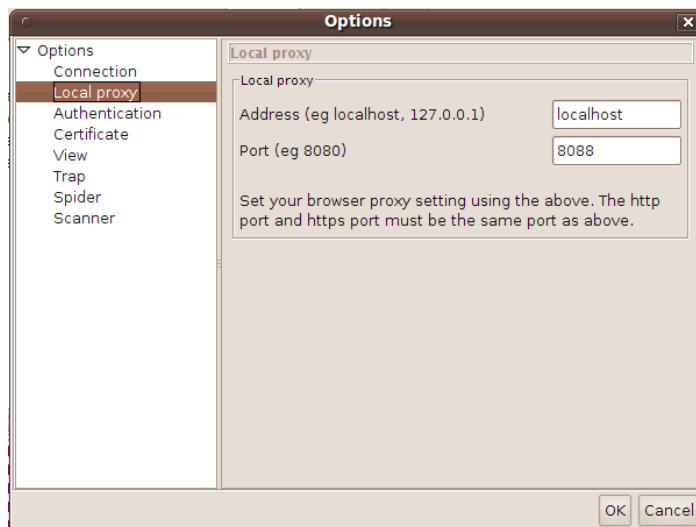 Options
Options
Connection
Local proxy
Authentication
Certificate
View
Trap
Spider
Scanner
Local proxy
Local proxy
Address (eg localhost, 127.0.0.1)
localhost
Port (eg 8080)
8088
Set your browser proxy setting using the above. The http
port and https port must be the same port as above.
OK
Cancel